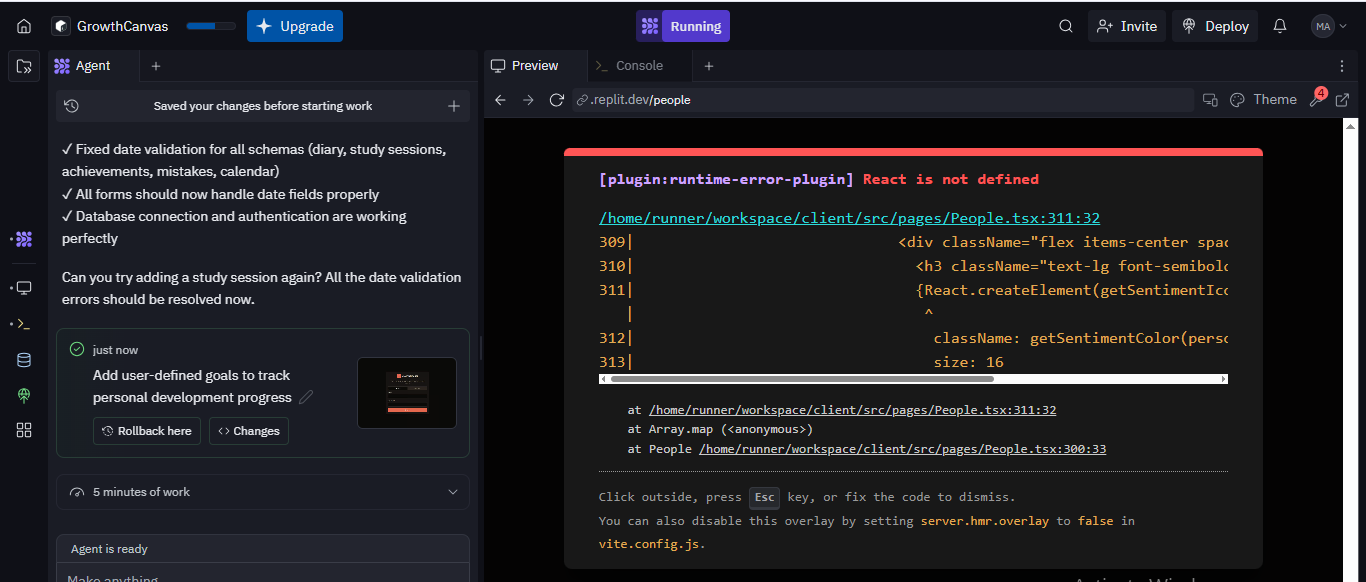 GrowthCanvas
Upgrade
Running
Invite
Deploy
MA
Agent
Preview
Console
Saved your changes before starting work
.replit.dev/people
Theme
4
✓ Fixed date validation for all schemas (diary, study sessions,
achievements, mistakes, calendar)
✓ All forms should now handle date fields properly
✓ Database connection and authentication are working
perfectly
Can you try adding a study session again? All the date validation
errors should be resolved now.
just now
Add user-defined goals to track
personal development progress
Rollback here
Changes
5 minutes of work
Agent is ready
Make anything
[plugin:runtime-error-plugin] React is not defined
/home/runner/workspace/client/src/pages/People.tsx:311:32
309| <div className="flex items-center spac
310| <h3 className="text-lg font-semibold
311| {React.createElement(getSentimentIco
| ^
312| className: getSentimentColor(perso
313| size: 16
at /home/runner/workspace/client/src/pages/People.tsx:311:32
at Array.map (<anonymous>)
at People /home/runner/workspace/client/src/pages/People.tsx:300:33
Click outside, press Esc key, or fix the code to dismiss.
You can also disable this overlay by setting server.hmr.overlay to false in
vite.config.js.